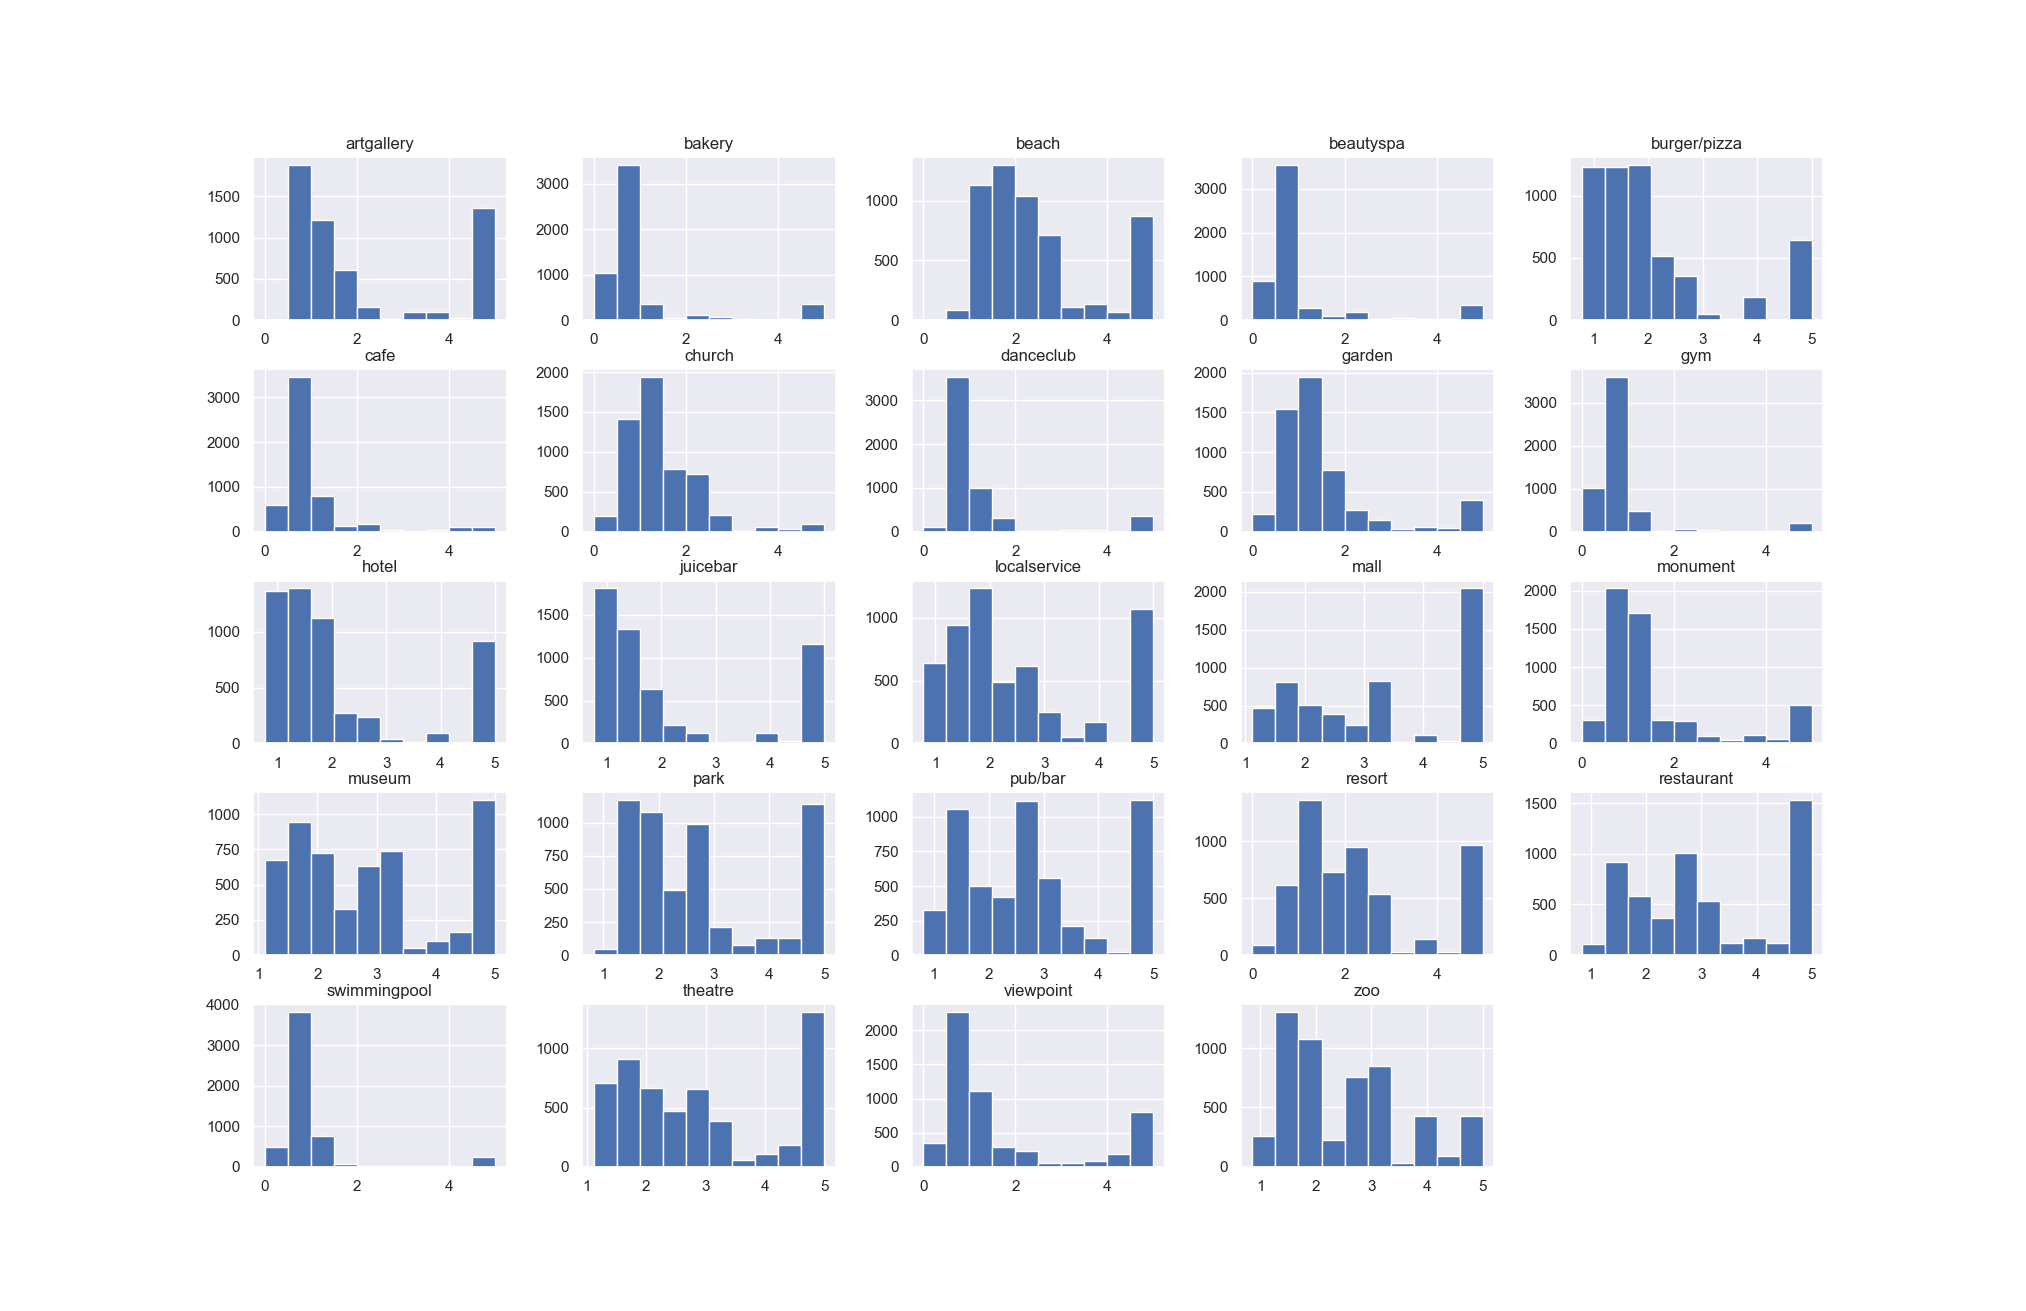 artgallery bakery beach beautyspa burger/pizza
1500 1000 500 0
3000 2000 1000 0
1000 500 0
3000 2000 1000 0
1000 500 0
0 2 4
0 2 4
0 2 4
0 2 4
1 2 3 4 5
cafe church danceclub garden gym
3000 2000 1000 0
2000 1500 1000 500 0
3000 2000 1000 0
2000 1500 1000 500 0
3000 2000 1000 0
0 2 4
0 2 4
0 2 4
0 2 4
0 2 4
hotel juicebar localservice mall monument
1000 500 0
1500 1000 500 0
1000 500 0
2000 1500 1000 500 0
2000 1500 1000 500 0
1 2 3 4 5
1 2 3 4 5
1 2 3 4 5
1 2 3 4 5
0 2 4
museum park pub/bar resort restaurant
1000 750 500 250 0
1000 750 500 250 0
1000 750 500 250 0
1000 500 0
1500 1000 500 0
1 2 3 4 5
1 2 3 4 5
1 2 3 4 5
0 2 4
1 2 3 4 5
swimmingpool theatre viewpoint zoo
4000 3000 2000 1000 0
1000 500 0
2000 1500 1000 500 0
1000 500 0
0 2 4
1 2 3 4 5
0 2 4
1 2 3 4 5